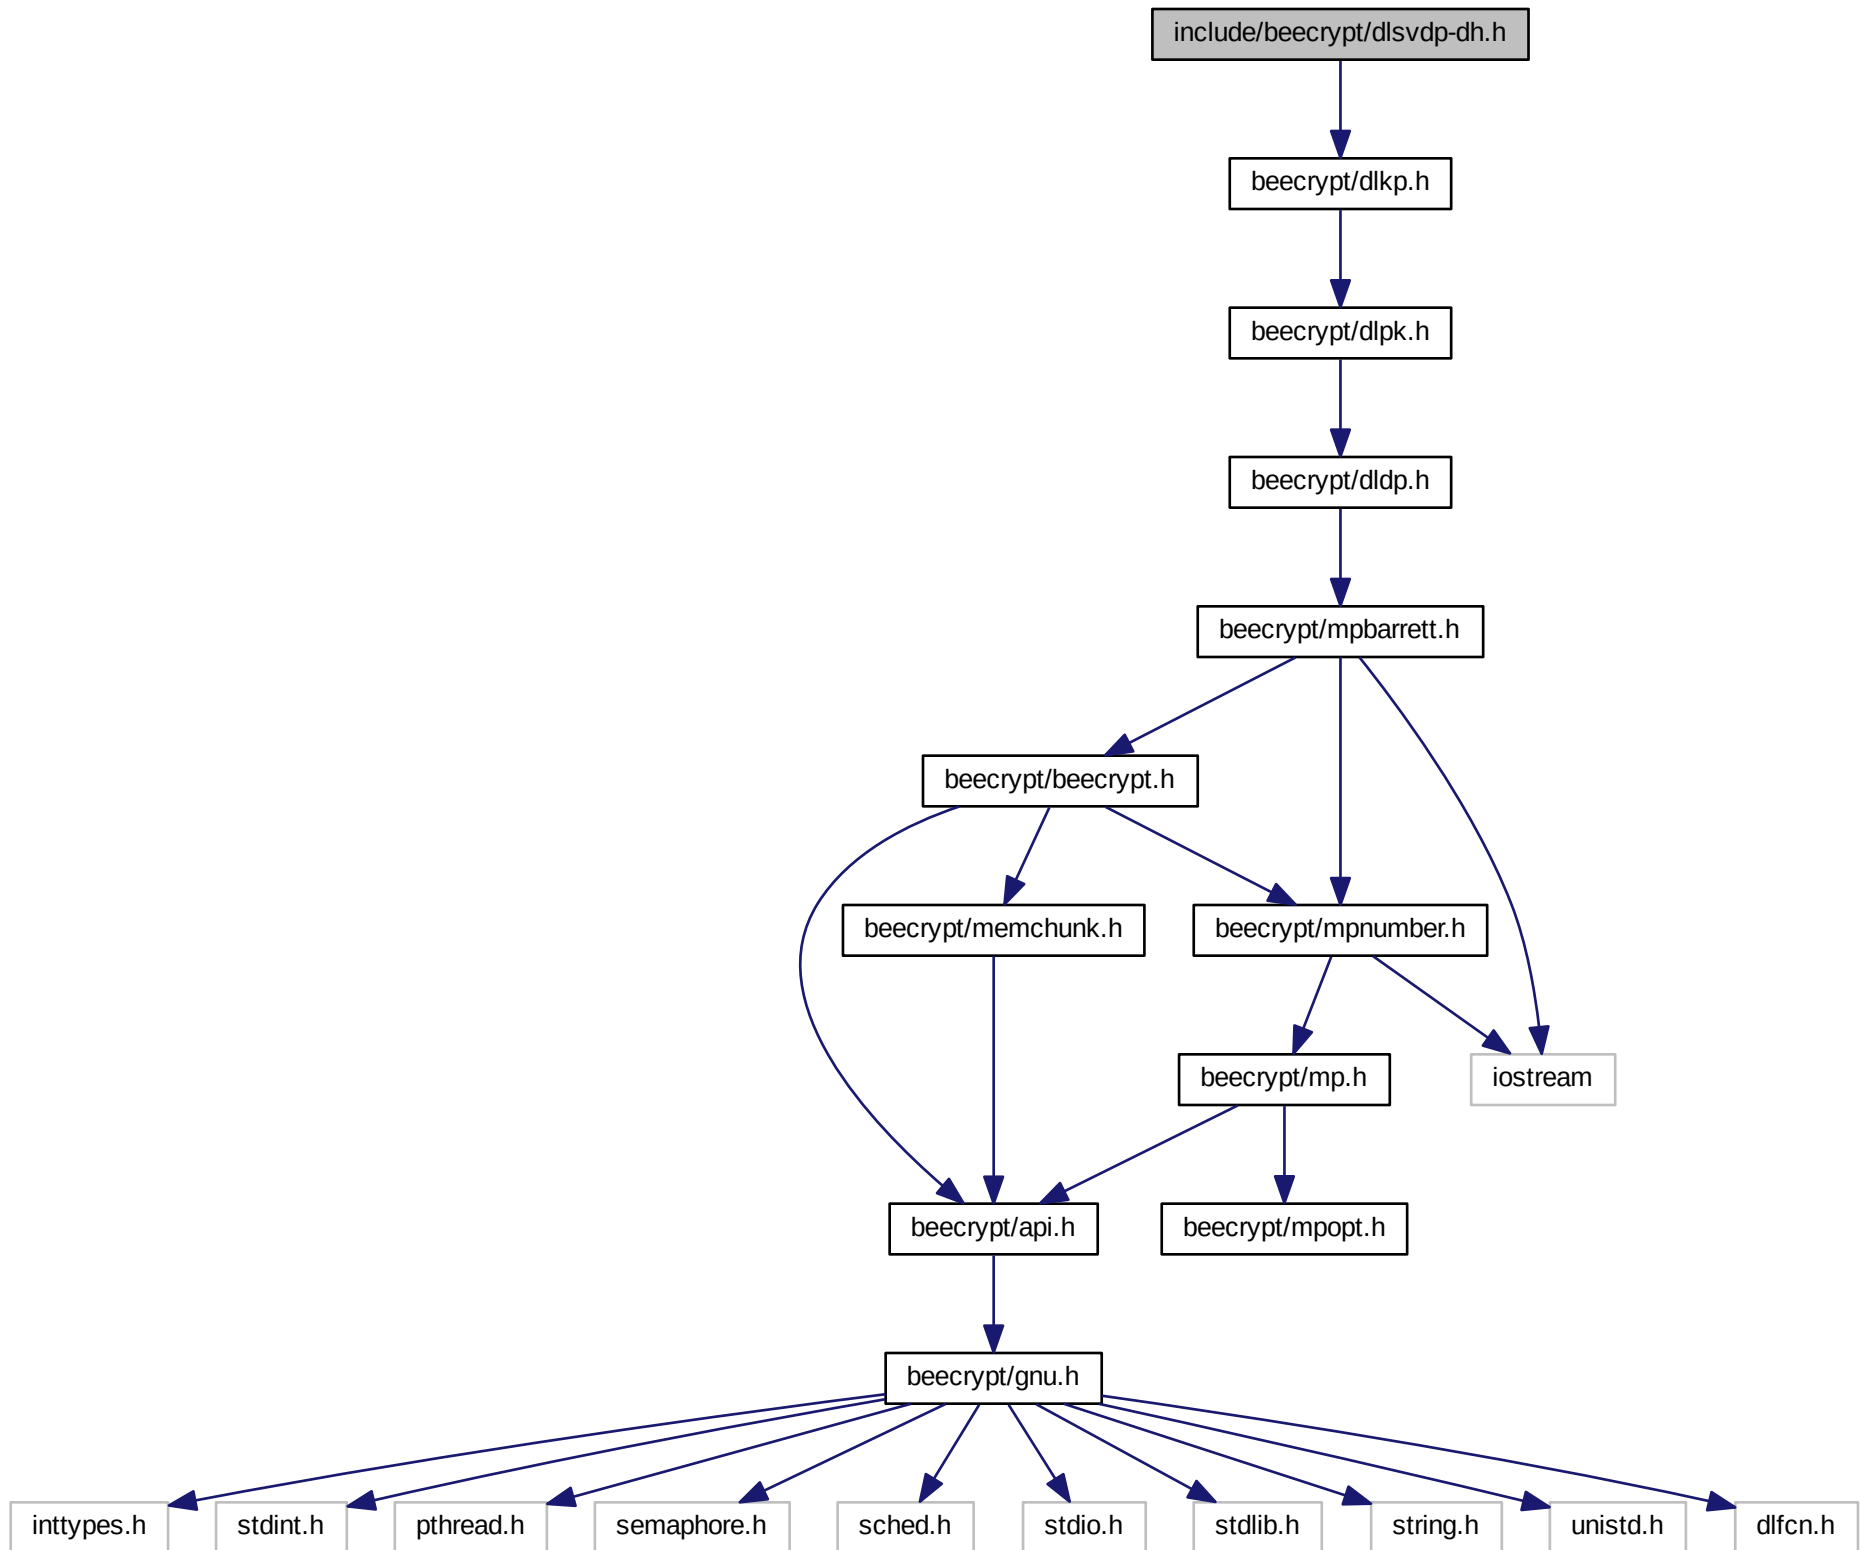 include/beecrypt/dlsvdp-dh.h
beecrypt/dlkp.h
beecrypt/dlpk.h
beecrypt/dldp.h
beecrypt/mpbarrett.h
beecrypt/beecrypt.h
beecrypt/memchunk.h
beecrypt/mpnumber.h
beecrypt/mp.h
iostream
beecrypt/api.h
beecrypt/mpopt.h
beecrypt/gnu.h
inttypes.h
stdint.h
pthread.h
semaphore.h
sched.h
stdio.h
stdlib.h
string.h
unistd.h
dlfcn.h